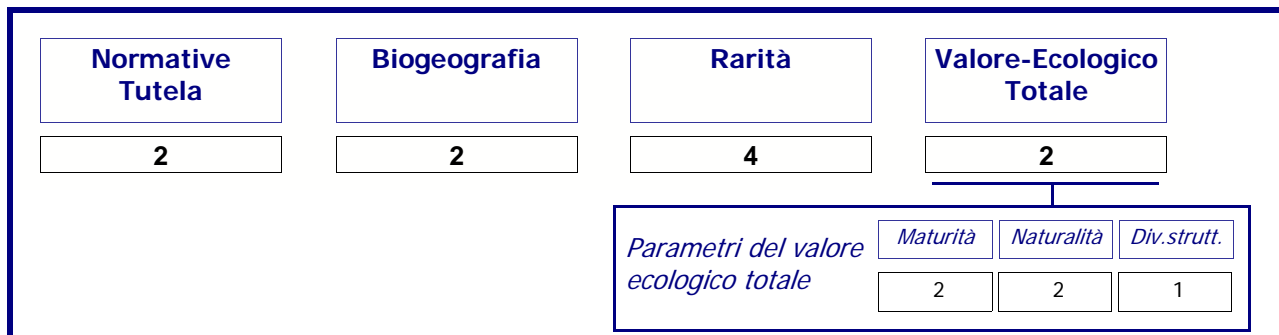 Normative
Tutela
Biogeografia
Rarità
Valore-Ecologico
Totale
2
2
4
2
Parametri del valore
ecologico totale
Maturità
Naturalità
Div.strutt.
2
2
1